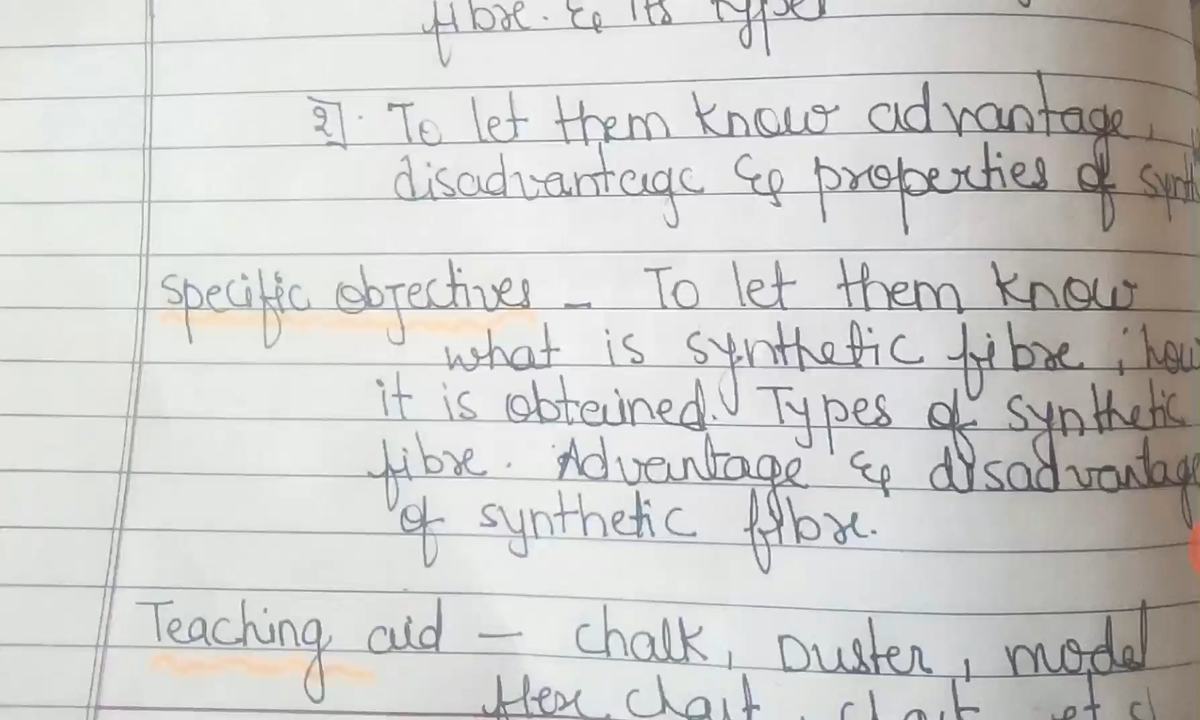 fibre. & its types
2]. To let them know advantage,
disadvantage & properties of synth
specific objectives - To let them know
what is synthetic fibre, how
it is obtained. Types of synthetic
fibre. Advantage & disadvantage
of synthetic fibre.
Teaching aid - chalk, Duster, model
chart, chart